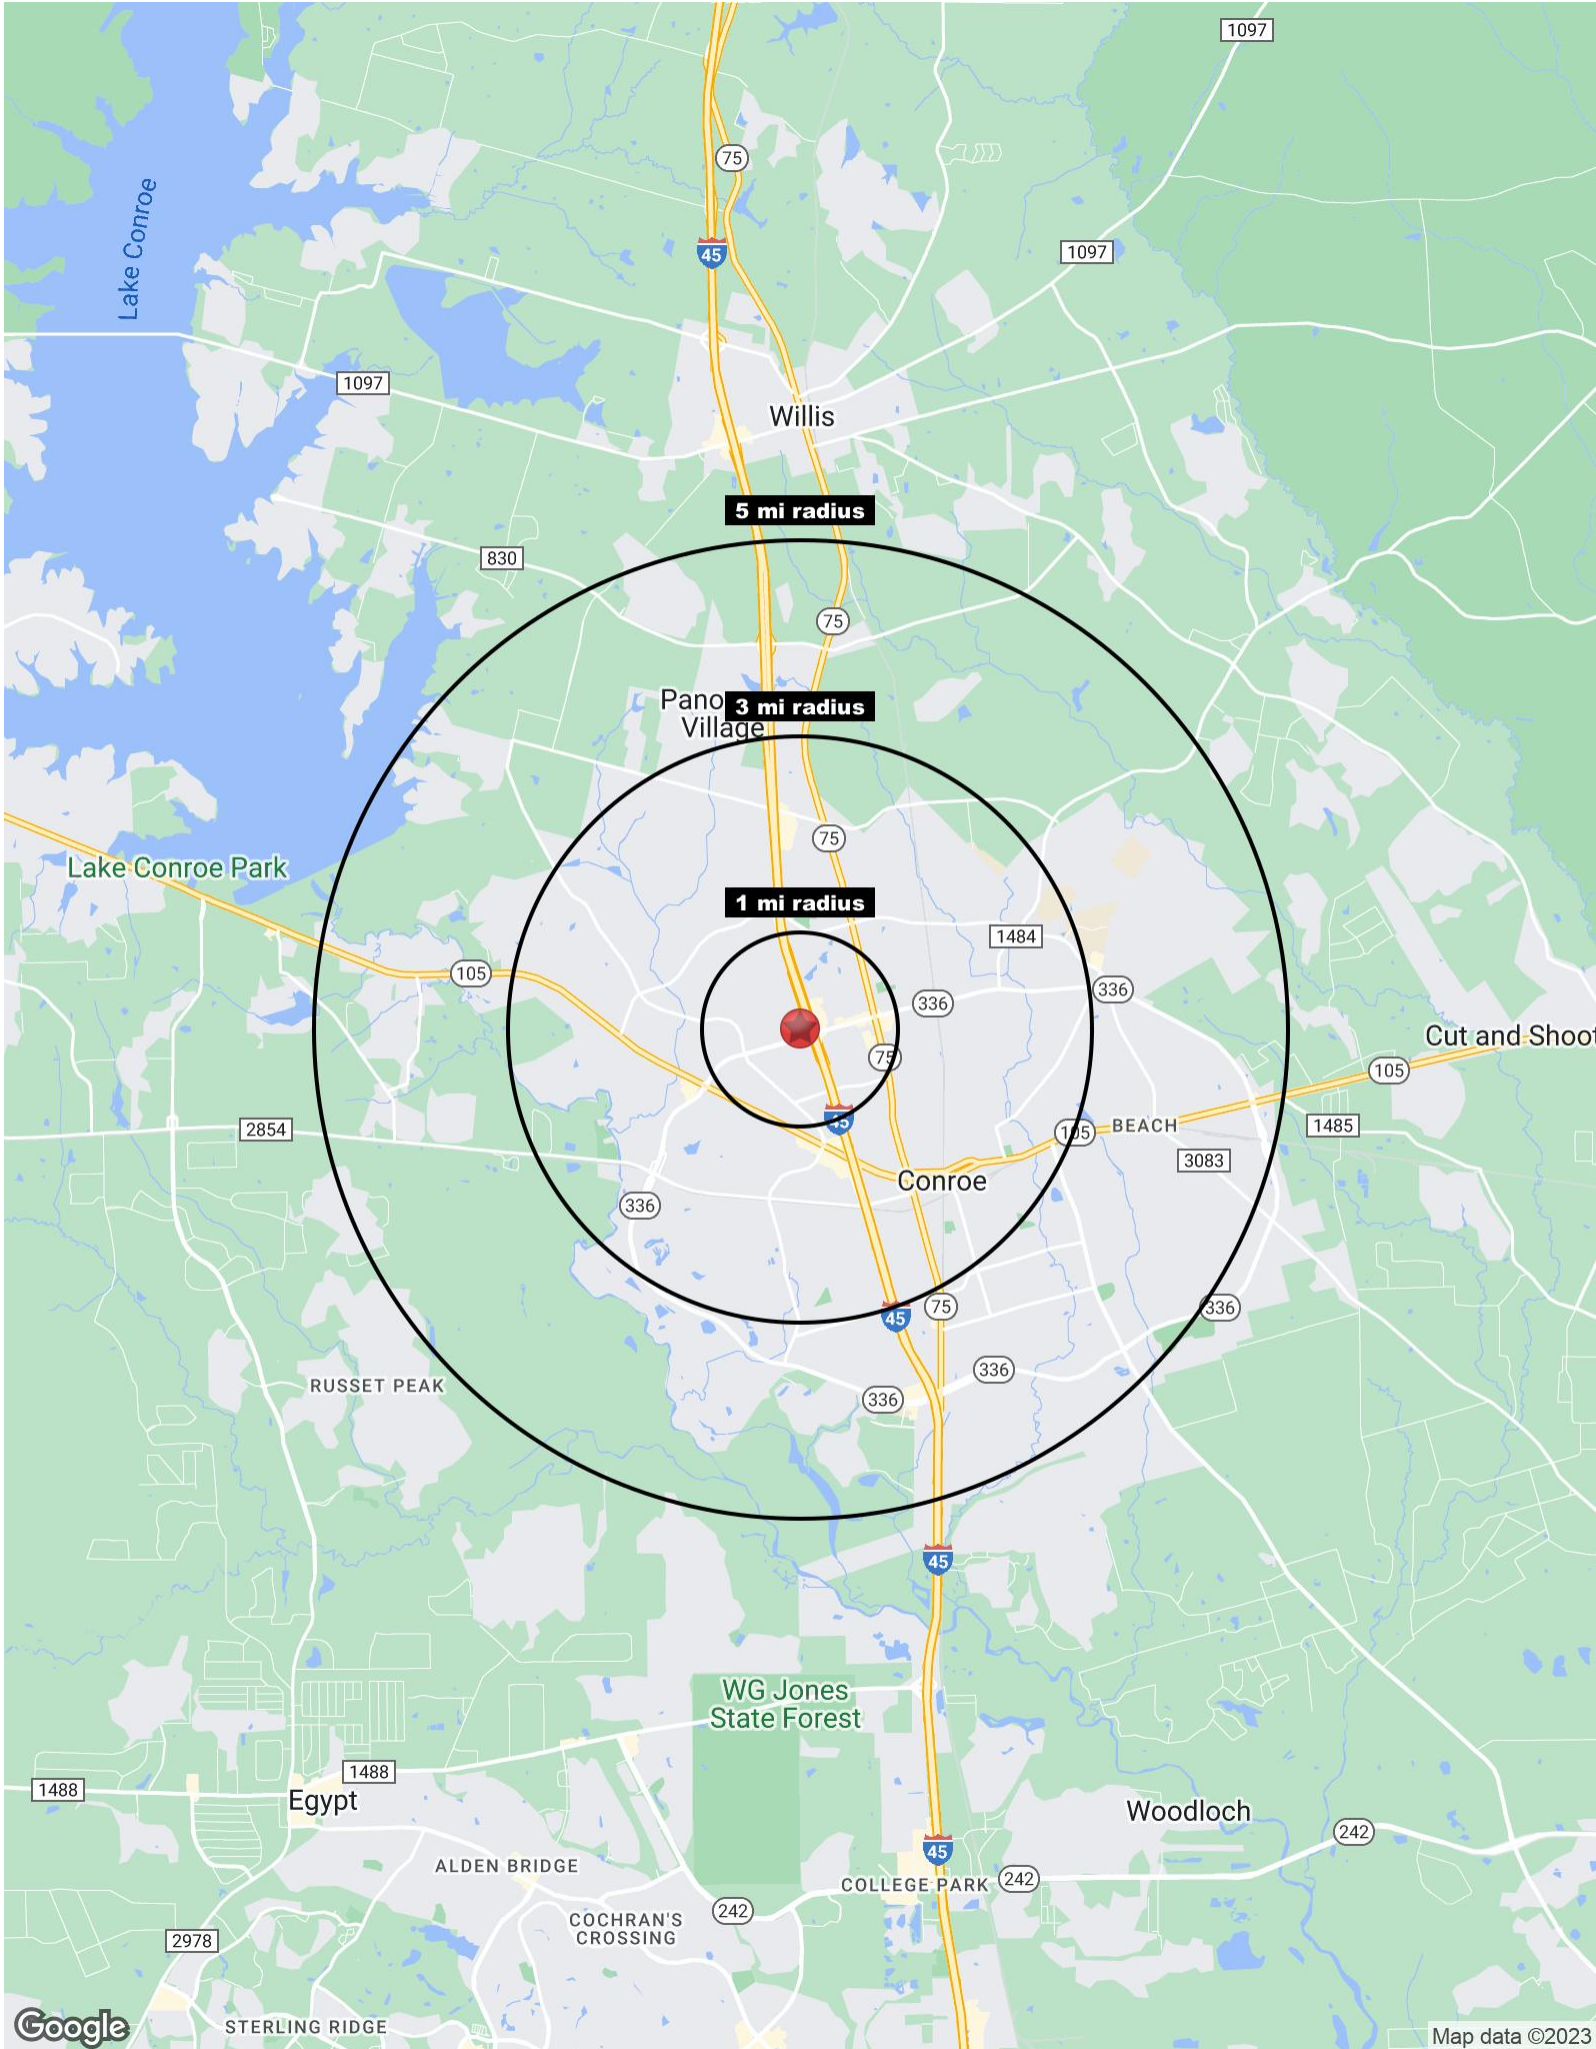 1097
75
Lake Conroe
45
1097
1097
Willis
5 mi radius
830
75
3 mi radius
Village
75
Lake Conroe Park
1 mi radius
1484
105
336
336
Cut and Shoot
75
105
45
2854
105
BEACH
1485
3083
Conroe
336
45
75
336
336
RUSSET PEAK
336
45
WG Jones
State Forest
1488
1488
Egypt
Woodloch
242
45
ALDEN BRIDGE
COLLEGE PARK
242
242
COCHRAN'S
CROSSING
2978
Google
STERLING RIDGE
Map data ©2023